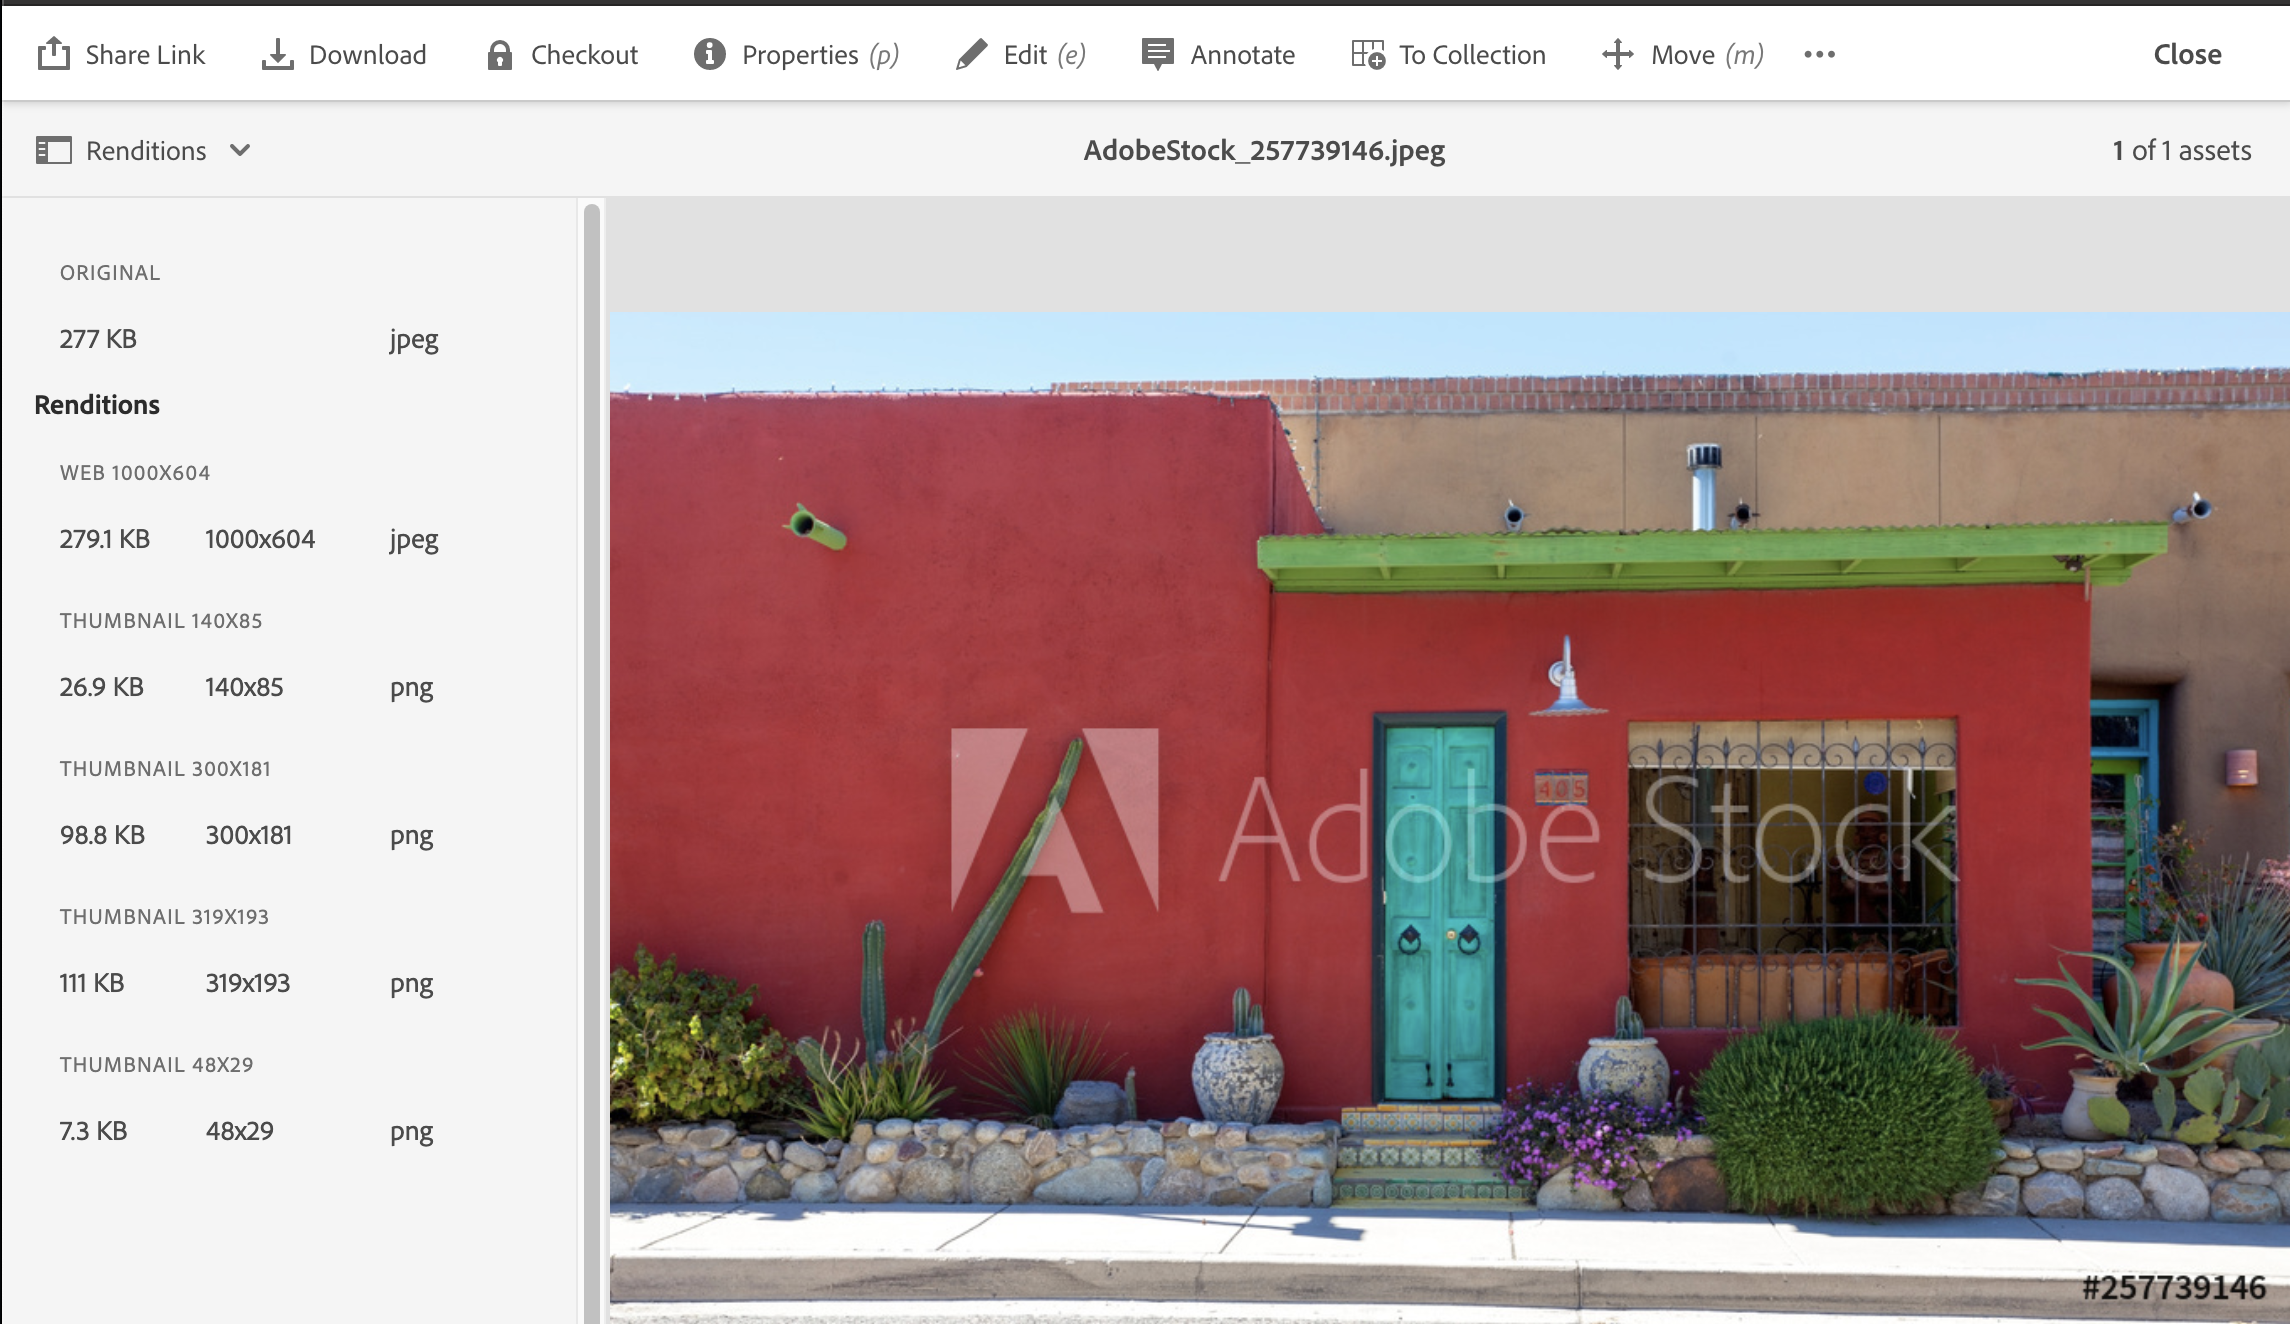 Share Link Download Checkout Properties (p) Edit (e) Annotate To Collection Move (m) Close
Renditions AdobeStock_257739146.jpeg 1 of 1 assets
ORIGINAL
277 KB jpeg
Renditions
WEB 1000X604
279.1 KB 1000x604 jpeg
THUMBNAIL 140X85
26.9 KB 140x85 png
THUMBNAIL 300X181
98.8 KB 300x181 png
THUMBNAIL 319X193
111 KB 319x193 png
THUMBNAIL 48X29
7.3 KB 48x29 png
405
Adobe Stock
#257739146